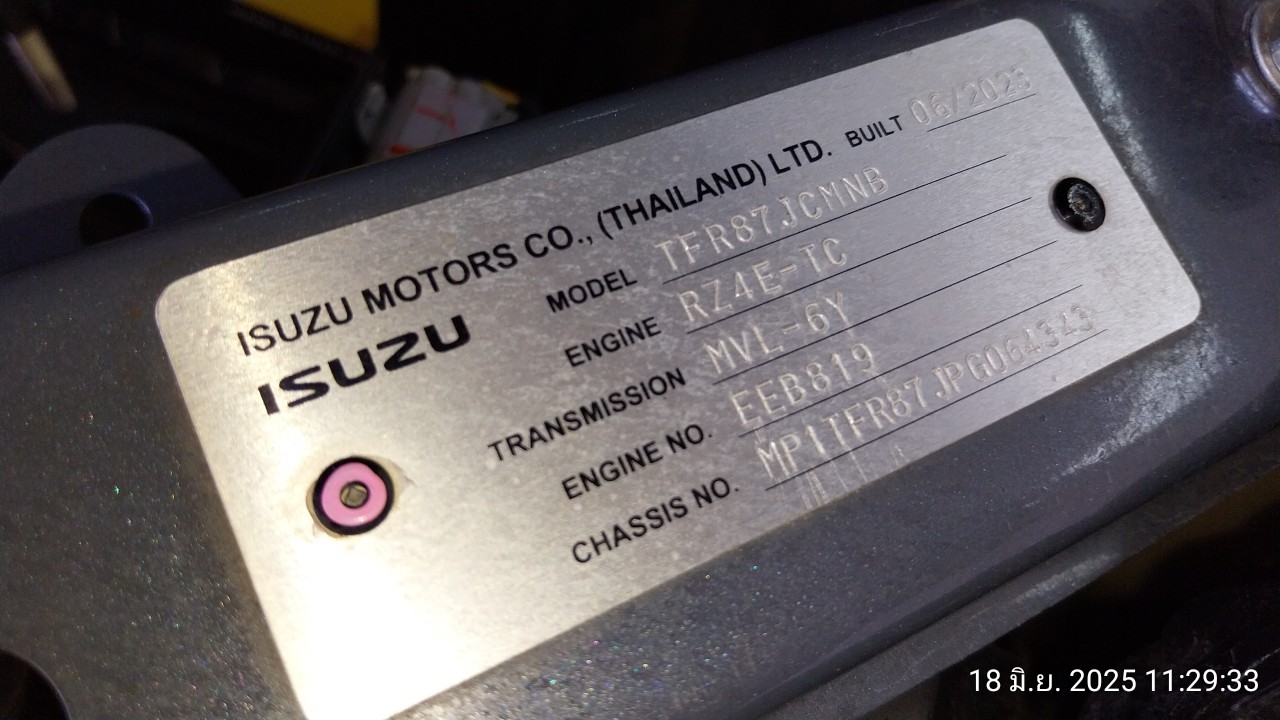 ISUZU MOTORS CO., (THAILAND) LTD. BUILT 06/2023
ISUZU
MODEL TFR87JCMNB
ENGINE RZ4E-TC
TRANSMISSION MVL-6Y
ENGINE NO. EEB819
CHASSIS NO. MP1TFR87JPG064343
18 มิ.ย. 2025 11:29:33